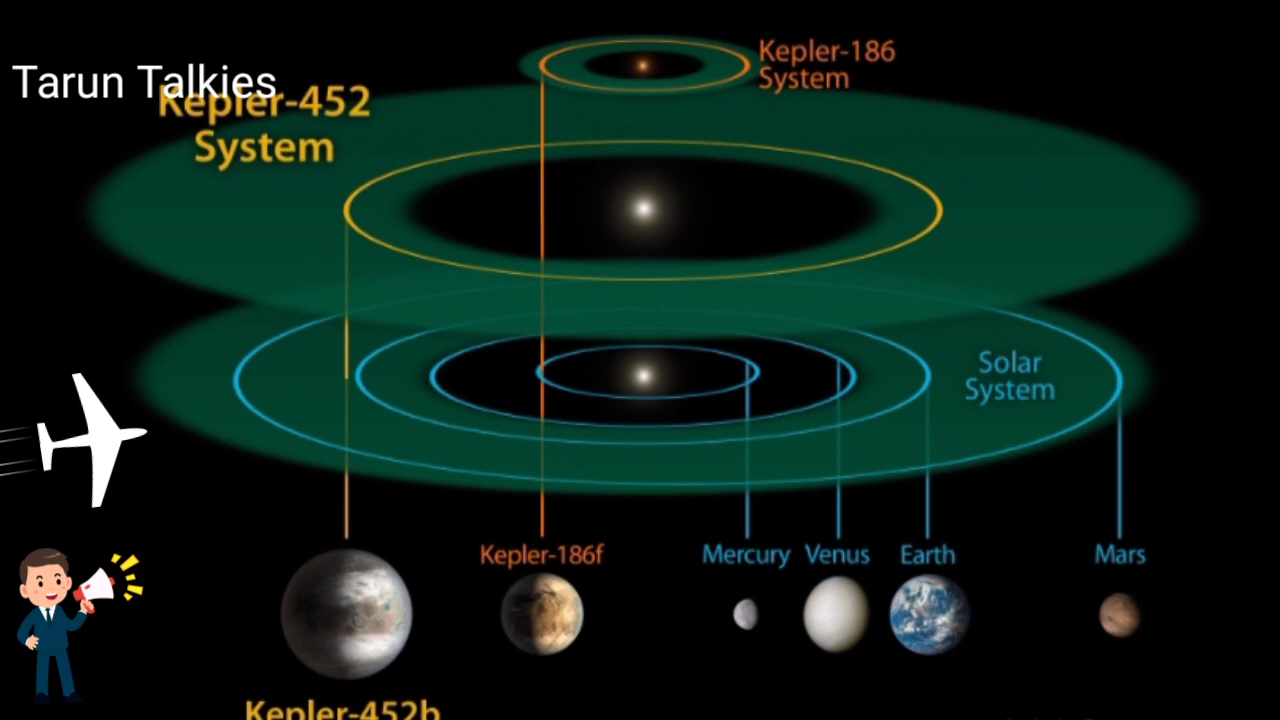 Tarun Talkies
Kepler-186
System
Kepler-452
System
Solar
System
Kepler-186f
Mercury
Venus
Earth
Mars
Kepler-452b